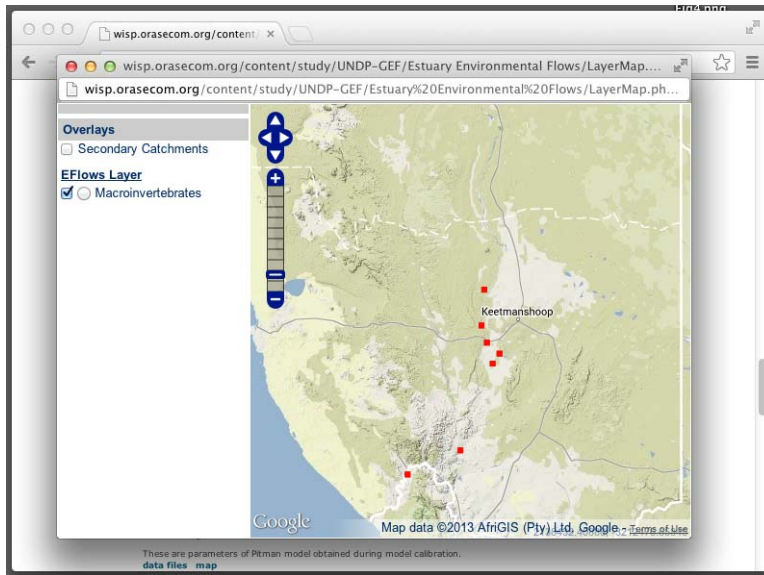 Fig4.png
wisp.orasecom.org/content/
wisp.orasecom.org/content/study/UNDP-GEF/Estuary Environmental Flows/LayerMap....
wisp.orasecom.org/content/study/UNDP-GEF/Estuary%20Environmental%20Flows/LayerMap.ph...
Overlays
Secondary Catchments
EFlows Layer
Macroinvertebrates
Keetmanshoop
Google
Map data ©2013 AfriGIS (Pty) Ltd, Google - Terms of Use
These are parameters of Pitman model obtained during model calibration.
data files map